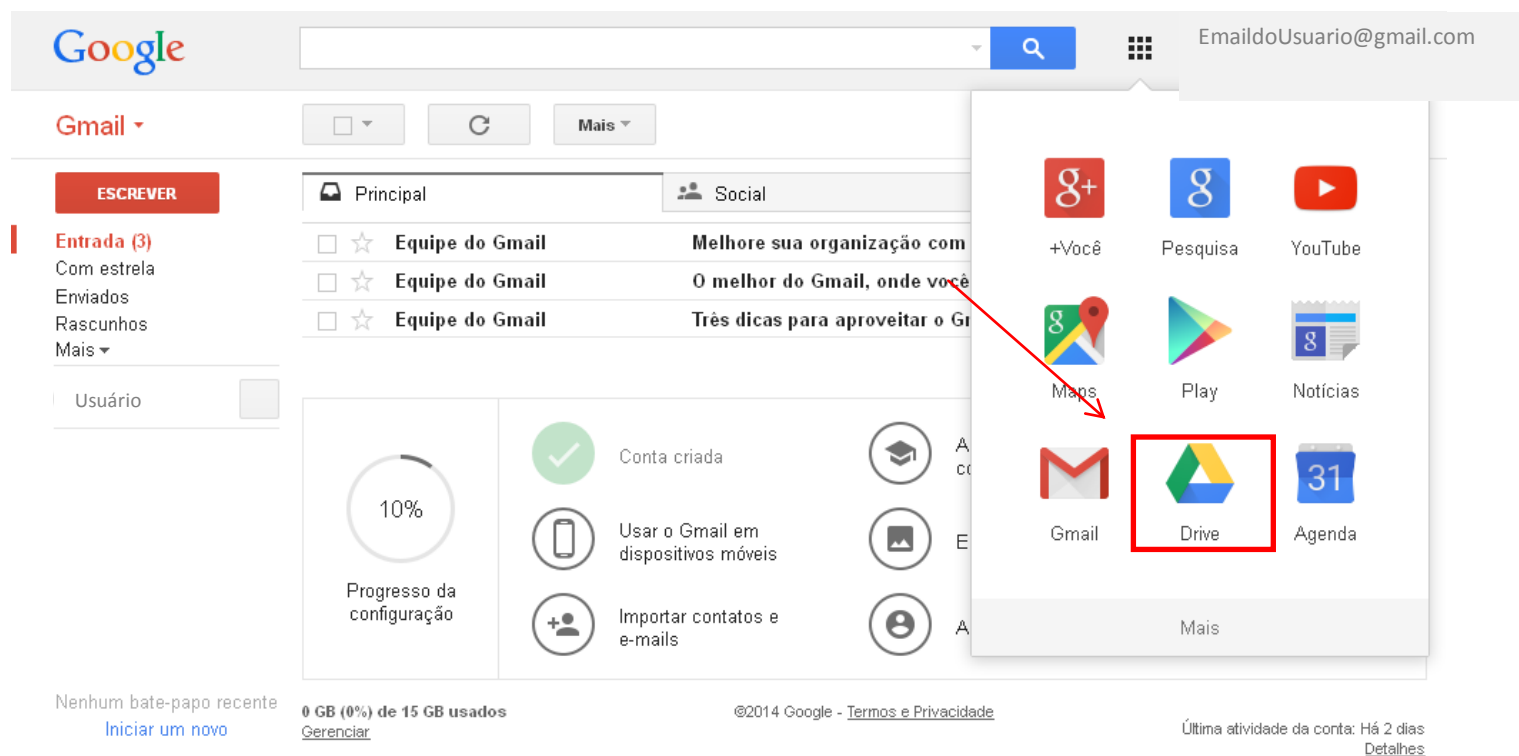 Google
EmaildoUsuario@gmail.com
Gmail
Mais
ESCREVER
Entrada (3)
Com estrela
Enviados
Rascunhos
Mais
Usuário
Principal
Social
Equipe do Gmail Melhore sua organização com
Equipe do Gmail O melhor do Gmail, onde você
Equipe do Gmail Três dicas para aproveitar o
10%
Progresso da
configuração
Conta criada
Usar o Gmail em
dispositivos móveis
Importar contatos e
e-mails
A
E
A
g+
g
+Você
Pesquisa
YouTube
g
g
Maps
Play
Notícias
31
Gmail
Drive
Agenda
Mais
Nenhum bate-papo recente
Iniciar um novo
0 GB (0%) de 15 GB usados
Gerenciar
©2014 Google - Termos e Privacidade
Última atividade da conta: Há 2 dias
Detalhes